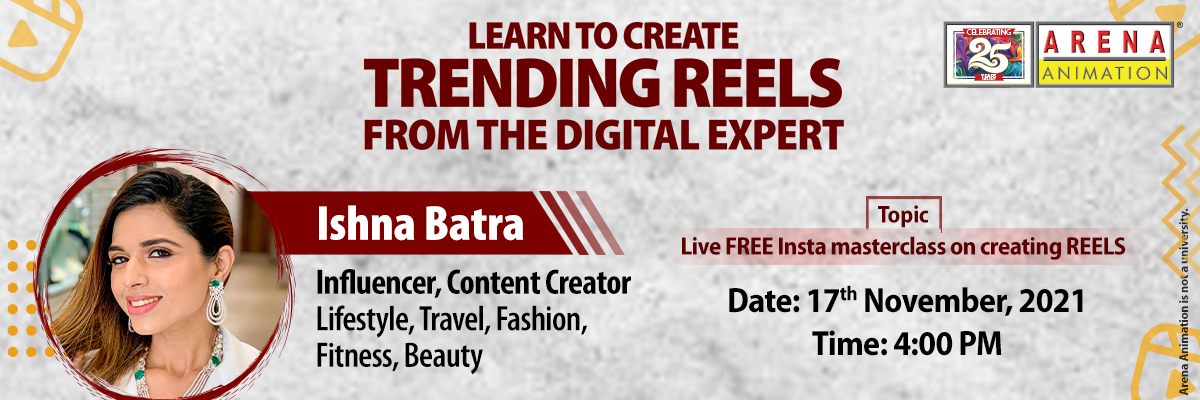 LEARN TO CREATE
TRENDING REELS
FROM THE DIGITAL EXPERT
CELEBRATING
25
YEARS
ARENA
ANIMATION
®
Ishna Batra
Influencer, Content Creator
Lifestyle, Travel, Fashion,
Fitness, Beauty
Topic
Live FREE Insta masterclass on creating REELS
Date: 17th November, 2021
Time: 4:00 PM
Arena Animation is not a university.